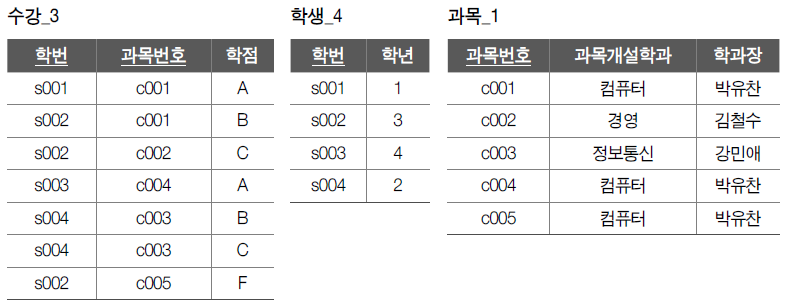 수강_3 학생_4 과목_1
학번 과목번호 학점 학번 학년 과목번호 과목개설학과 학과장
s001 c001 A s001 1 c001 컴퓨터 박유찬
s002 c001 B s002 3 c002 경영 김철수
s002 c002 C s003 4 c003 정보통신 강민애
s003 c004 A s004 2 c004 컴퓨터 박유찬
s004 c003 B c005 컴퓨터 박유찬
s004 c003 C
s002 c005 F